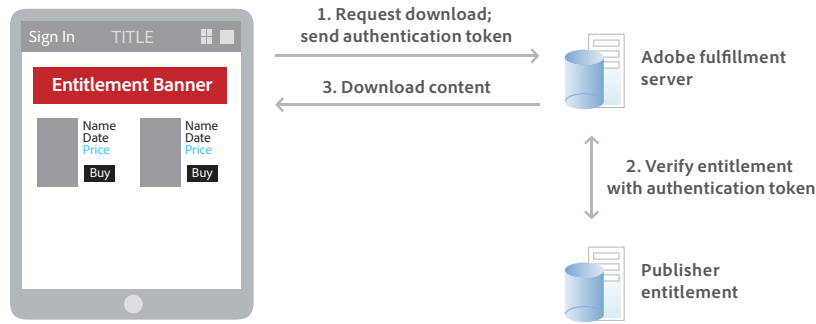 Sign In TITLE
Entitlement Banner
Name
Date
Price
Buy
Name
Date
Price
Buy
1. Request download;
send authentication token
3. Download content
Adobe fulfillment
server
2. Verify entitlement
with authentication token
Publisher
entitlement